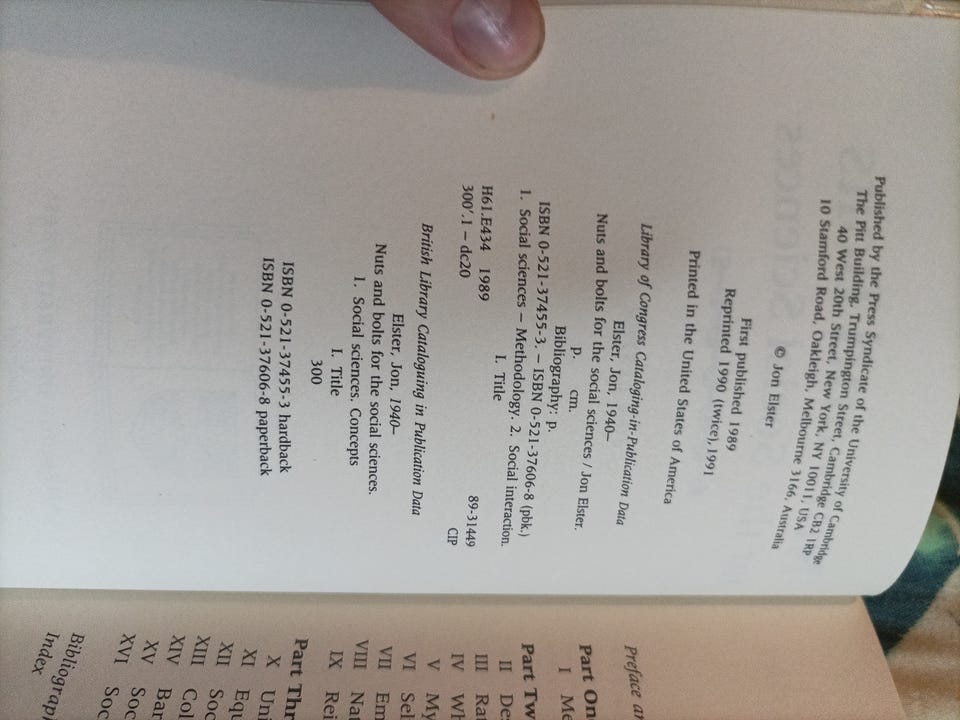 Published by the Press Syndicate of the University of Cambridge
The Pitt Building, Trumpington Street, Cambridge CB2 1RP
40 West 20th Street, New York, NY 10011, USA
10 Stamford Road, Oakleigh, Melbourne 3166, Australia
© Jon Elster
First published 1989
Reprinted 1990 (twice), 1991
Printed in the United States of America
Library of Congress Cataloging-in-Publication Data
Elster, Jon, 1940–
Nuts and bolts for the social sciences / Jon Elster.
p. cm.
Bibliography: p.
ISBN 0-521-37455-3. – ISBN 0-521-37606-8 (pbk.)
1. Social sciences – Methodology. 2. Social interaction.
I. Title
H61.E434 1989
300'.1 – dc20 89-31449
CIP
British Library Cataloguing in Publication Data
Elster, Jon, 1940–
Nuts and bolts for the social sciences.
1. Social sciences. Concepts
I. Title
300
ISBN 0-521-37455-3 hardback
ISBN 0-521-37606-8 paperback
Preface
Part
I
Part
II
III
IV
V My
VI
VII
VIII
IX
Part
X
XI
XII
XIII
XIV
XV
XVI
Index